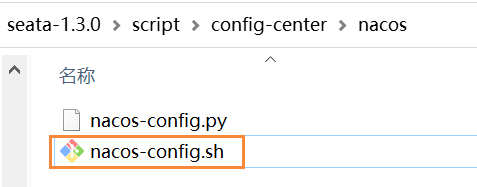 seata-1.3.0 > script > config-center > nacos
名称
nacos-config.py
nacos-config.sh